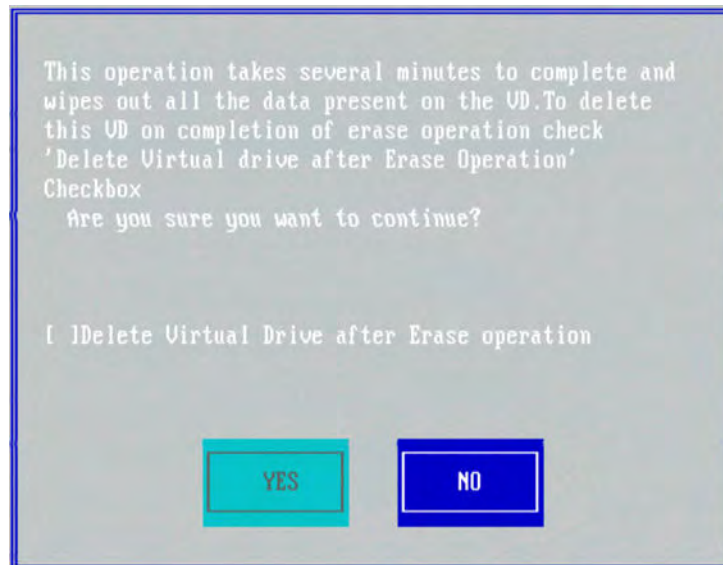 This operation takes several minutes to complete and
wipes out all the data present on the VD.To delete
this VD on completion of erase operation check
'Delete Virtual drive after Erase Operation'
Checkbox
Are you sure you want to continue?
[ ]Delete Virtual Drive after Erase operation
YES NO